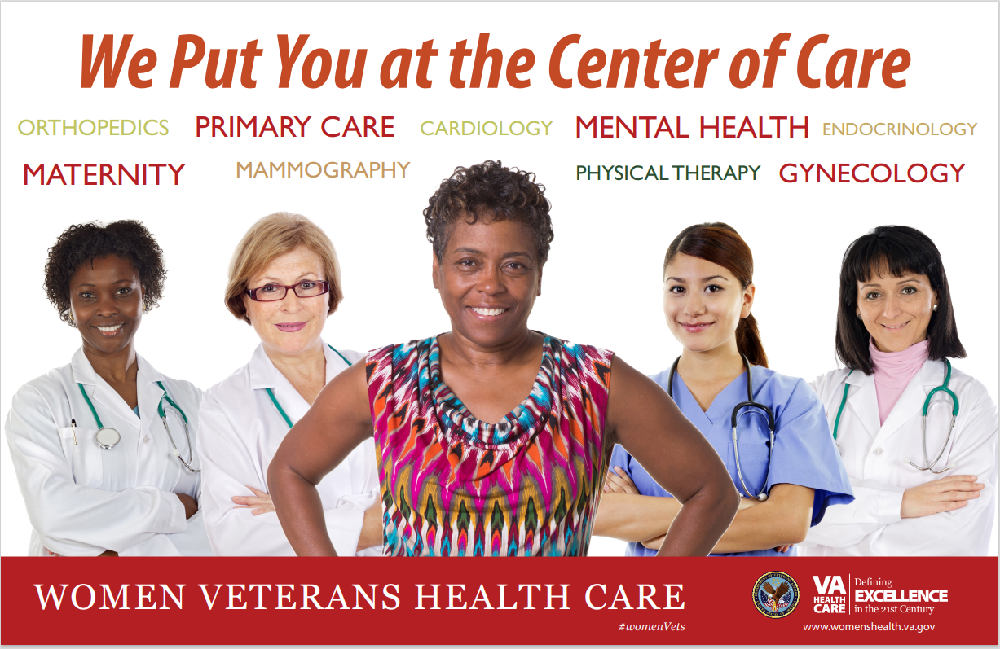 We Put You at the Center of Care
ORTHOPEDICS PRIMARY CARE CARDIOLOGY MENTAL HEALTH ENDOCRINOLOGY
MATERNITY MAMMOGRAPHY PHYSICAL THERAPY GYNECOLOGY
WOMEN VETERANS HEALTH CARE
#womenVets
VA
HEALTH
CARE
Defining
EXCELLENCE
in the 21st Century
www.womenshealth.va.gov